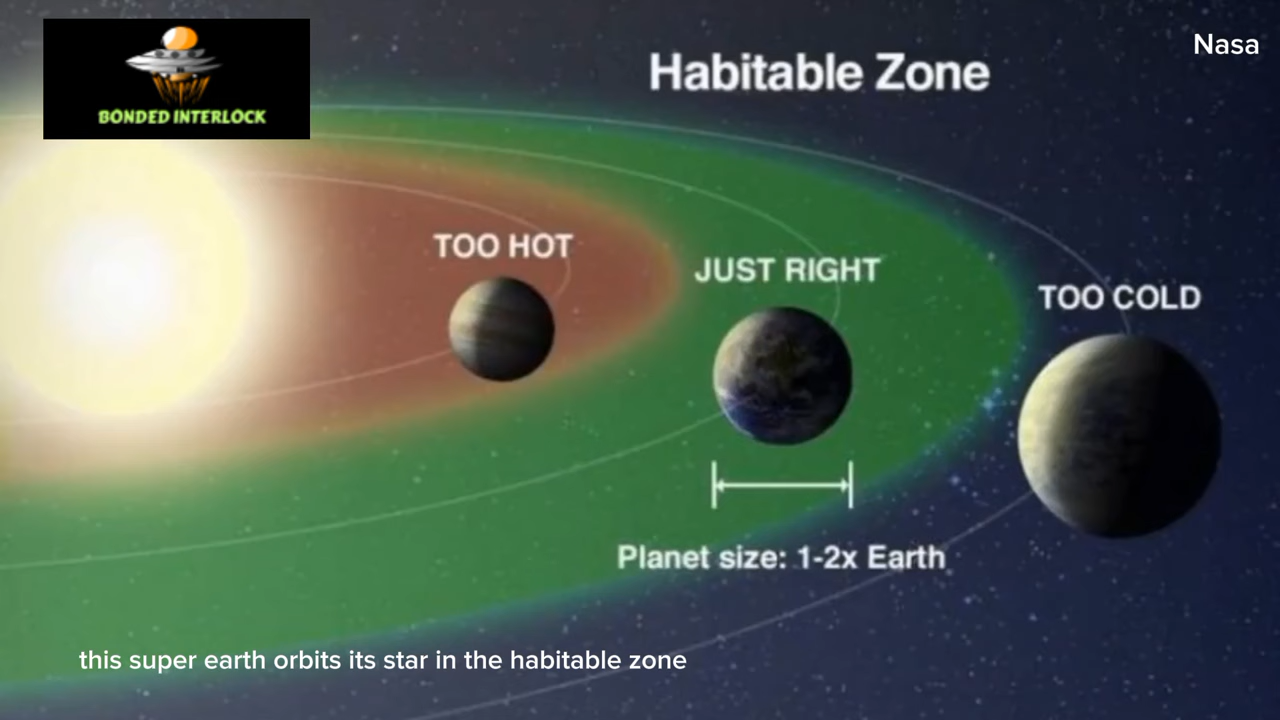 BONDED INTERLOCK
Nasa
Habitable Zone
TOO HOT
JUST RIGHT
TOO COLD
Planet size: 1-2x Earth
this super earth orbits its star in the habitable zone